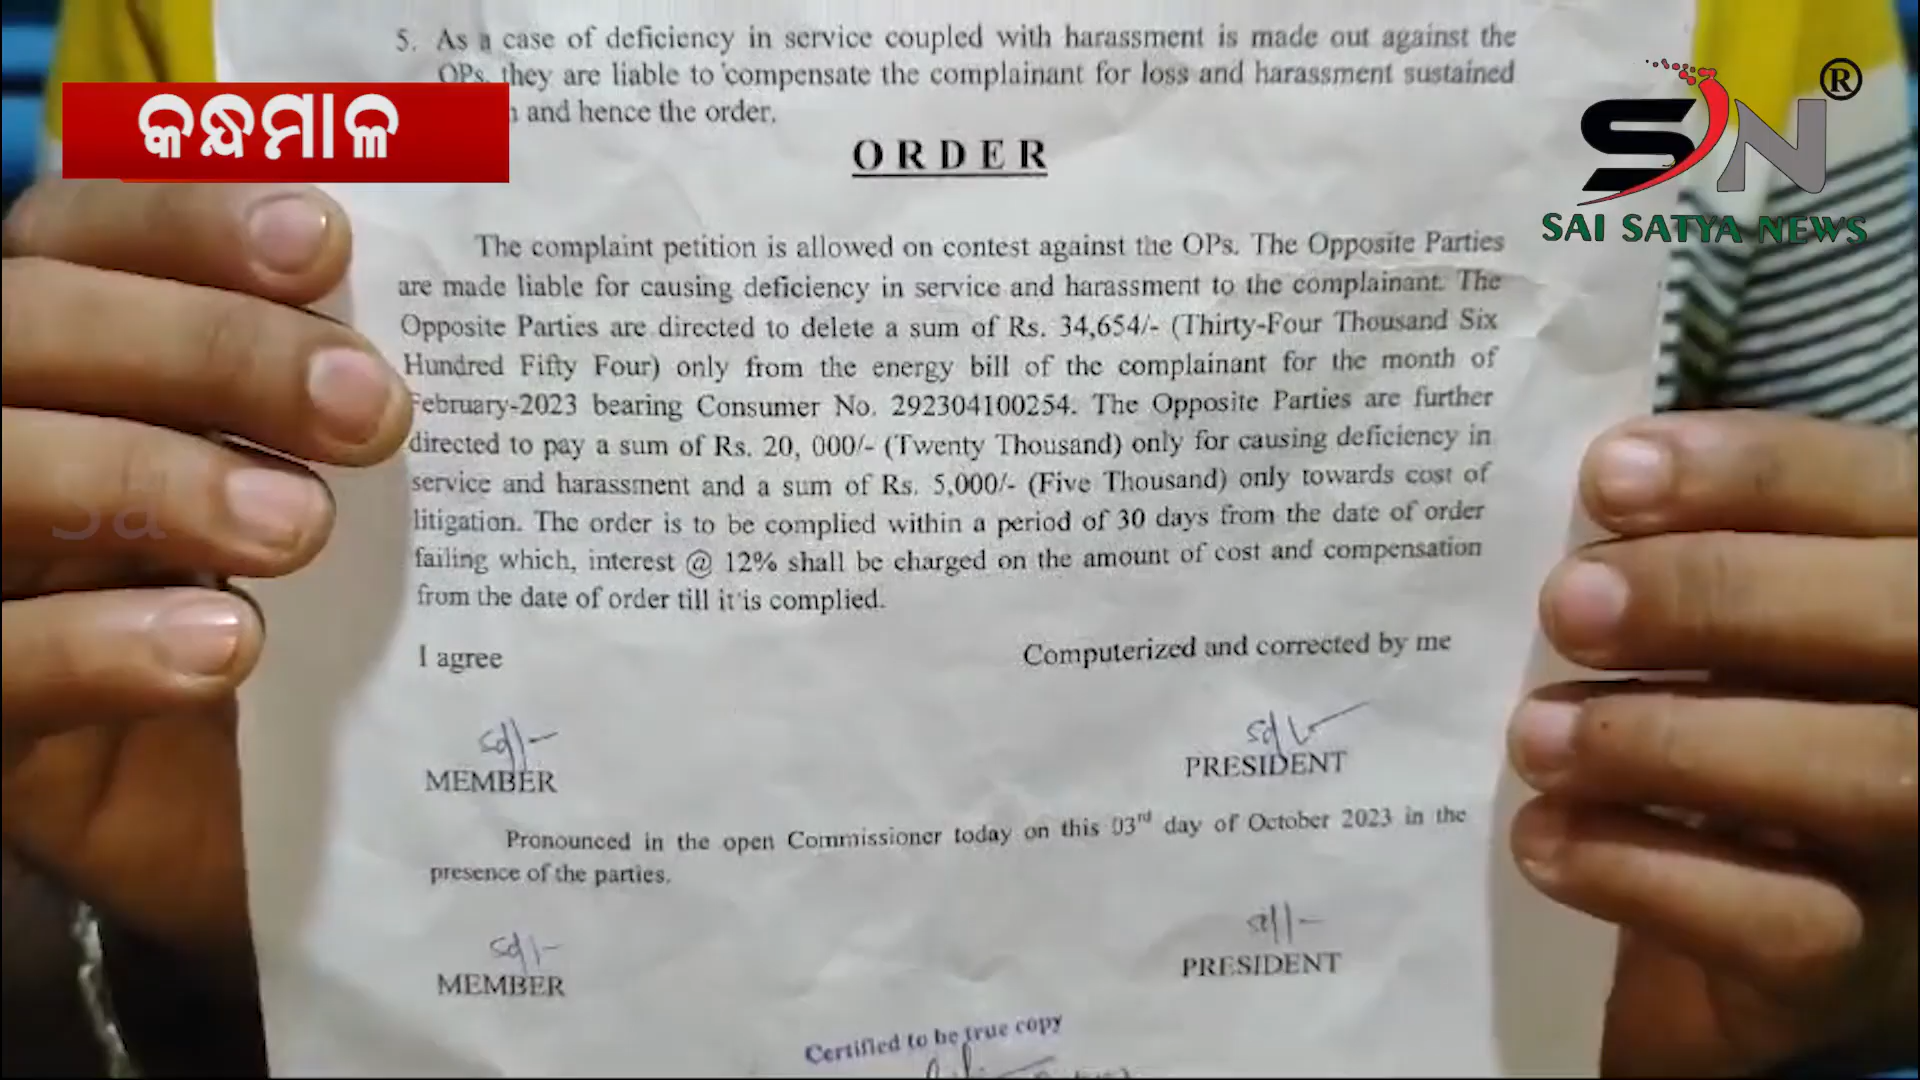 5. As a case of deficiency in service coupled with harassment is made out against the
OPs, they are liable to compensate the complainant for loss and harassment sustained
and hence the order.
କନ୍ଧମାଳ
®
SN
SAI SATYA NEWS
ORDER
The complaint petition is allowed on contest against the OPs. The Opposite Parties
are made liable for causing deficiency in service and harassment to the complainant. The
Opposite Parties are directed to delete a sum of Rs. 34,654/- (Thirty-Four Thousand Six
Hundred Fifty Four) only from the energy bill of the complainant for the month of
February-2023 bearing Consumer No. 292304100254. The Opposite Parties are further
directed to pay a sum of Rs. 20, 000/- (Twenty Thousand) only for causing deficiency in
service and harassment and a sum of Rs. 5,000/- (Five Thousand) only towards cost of
litigation. The order is to be complied within a period of 30 days from the date of order
failing which, interest @ 12% shall be charged on the amount of cost and compensation
from the date of order till it is complied.
Sa
I agree
Computerized and corrected by me
sd/-
sd/-
MEMBER
PRESIDENT
Pronounced in the open Commissioner today on this 03rd day of October 2023 in the
presence of the parties.
sd/-
sd/-
MEMBER
PRESIDENT
Certified to be true copy